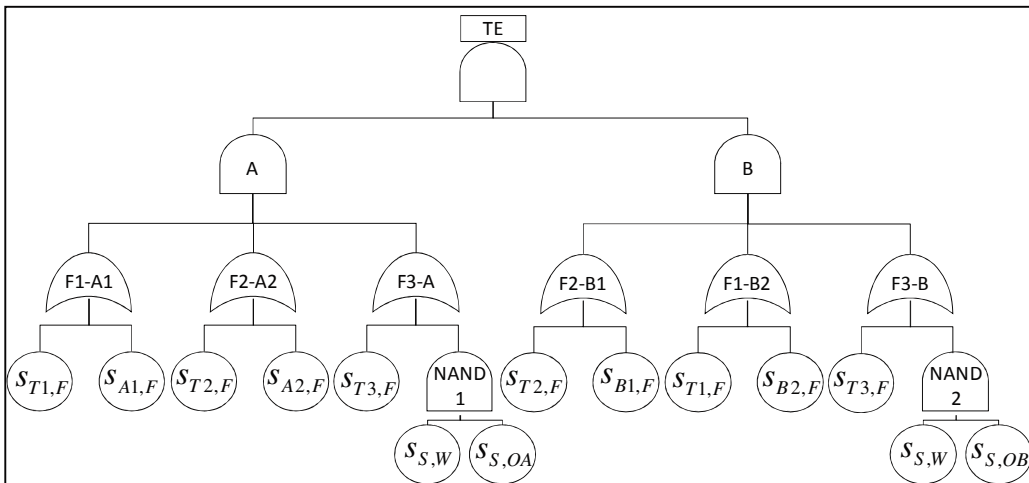 TE
A
B
F1-A1
F2-A2
F3-A
F2-B1
F1-B2
F3-B
S_{T1,F}
S_{A1,F}
S_{T2,F}
S_{A2,F}
S_{T3,F}
NAND
1
S_{T2,F}
S_{B1,F}
S_{T1,F}
S_{B2,F}
S_{T3,F}
NAND
2
S_{S,W}
S_{S,OA}
S_{S,W}
S_{S,OB}